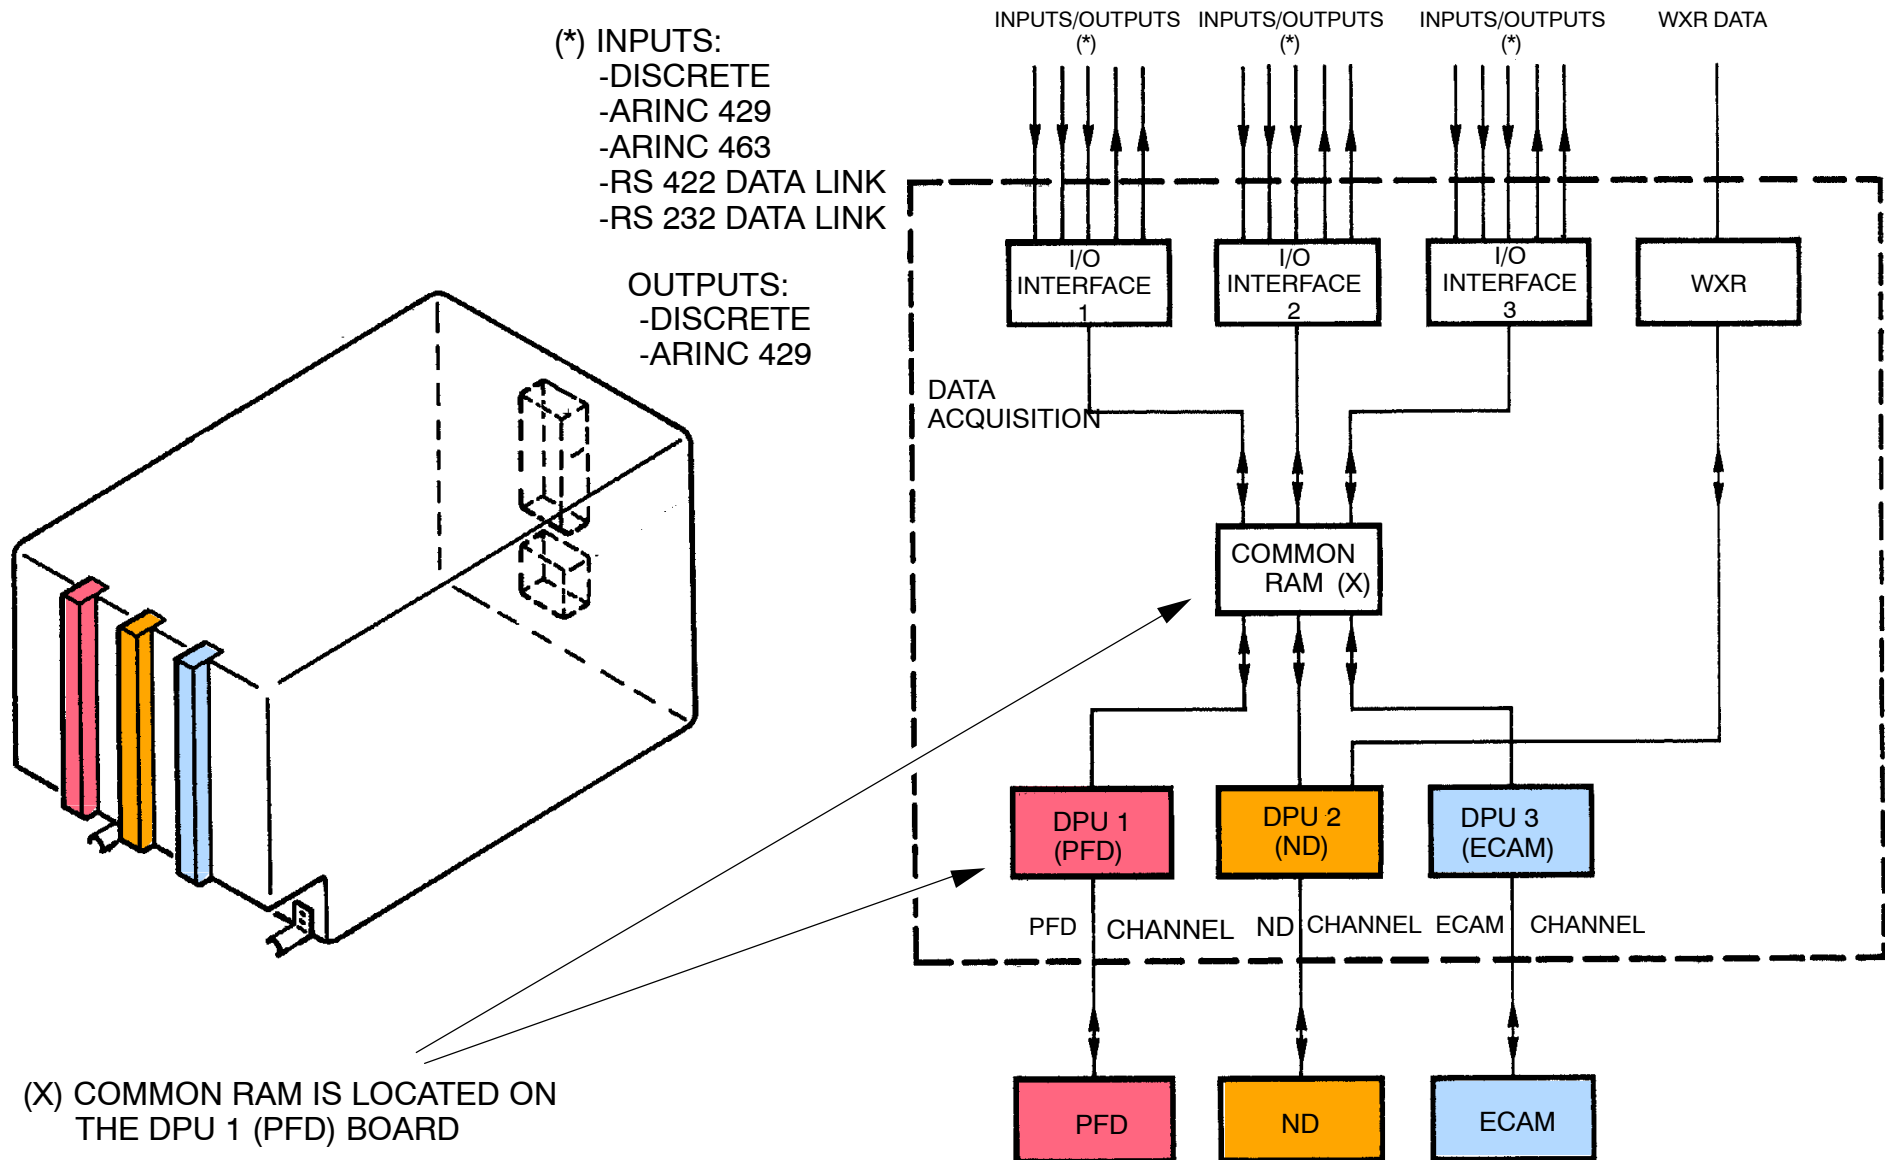 (*) INPUTS:
-DISCRETE
-ARINC 429
-ARINC 463
-RS 422 DATA LINK
-RS 232 DATA LINK
OUTPUTS:
-DISCRETE
-ARINC 429
INPUTS/OUTPUTS
(*)
INPUTS/OUTPUTS
(*)
INPUTS/OUTPUTS
(*)
WXR DATA
I/O
INTERFACE
1
I/O
INTERFACE
2
I/O
INTERFACE
3
WXR
DATA
ACQUISITION
COMMON
RAM (X)
DPU 1
(PFD)
DPU 2
(ND)
DPU 3
(ECAM)
PFD CHANNEL
ND CHANNEL
ECAM CHANNEL
PFD
ND
ECAM
(X) COMMON RAM IS LOCATED ON
THE DPU 1 (PFD) BOARD